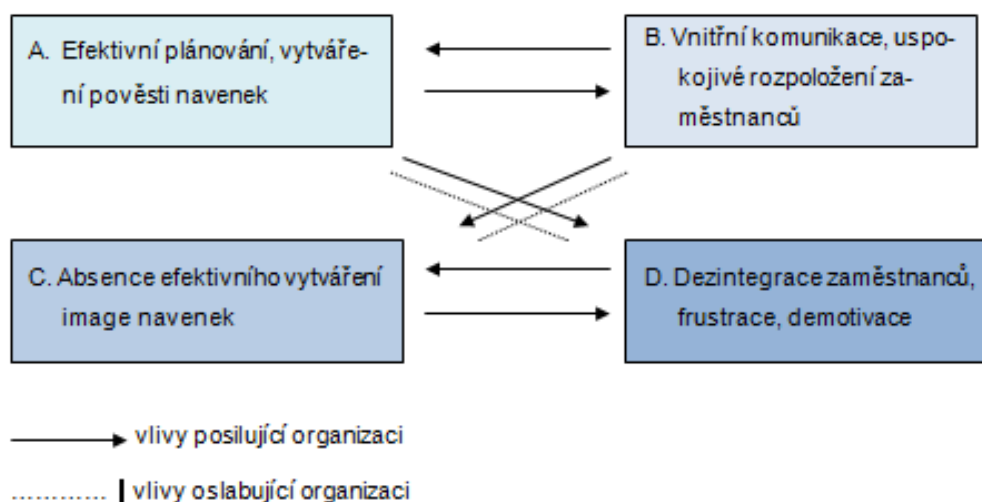 A. Efektivní plánování, vytváře-
ní pověsti navenek
B. Vnitřní komunikace, uspo-
kojivé rozpoložení za-
městnanců
C. Absence efektivního vytváření
image navenek
D. Dezintegrace zaměstnanců,
frustrace, demotivace
vlivy posilující organizaci
............ | vlivy oslabující organizaci